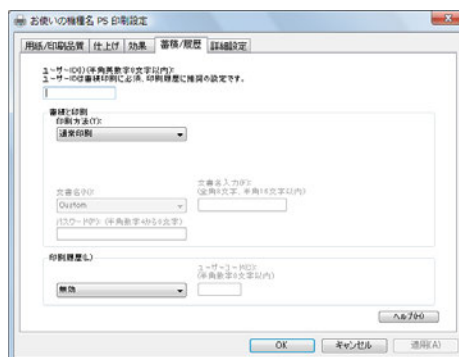 お使いの機種名 PS 印刷設定
用紙/印刷品質 仕上げ 効果 蓄積/履歴 詳細設定
ユーザーID(I):(半角英数字8文字以内):
ユーザーIDは蓄積印刷に必須、印刷履歴に推奨の設定です。
蓄積と印刷
印刷方法(Y):
通常印刷
文書名(N): 文書名入力(F):
(全角8文字、半角16文字以内)
Custom
パスワード(P): (半角数字4から8文字)
印刷履歴(L) ユーザーコード(C):
(半角数字8文字以内)
無効
ヘルプ(H)
OK キャンセル 適用(A)